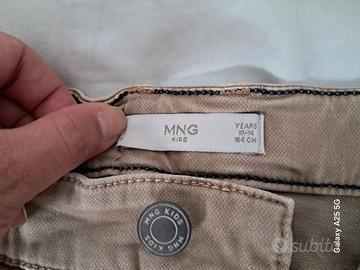 MNG
KIDS
YEARS
13-14
164 CM
MNG KIDS
MNG KIDS
subito
Galaxy A25 5G